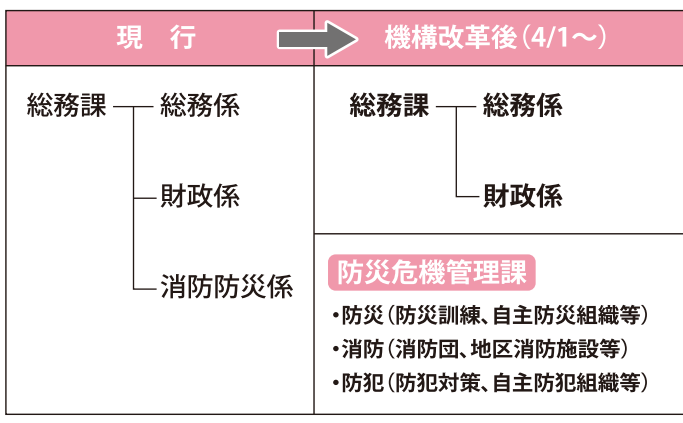 現　行
機構改革後（4/1～）
総務課
総務係
財政係
消防防災係
総務課
総務係
財政係
防災危機管理課
・防災（防災訓練、自主防災組織等）
・消防（消防団、地区消防施設等）
・防犯（防犯対策、自主防犯組織等）